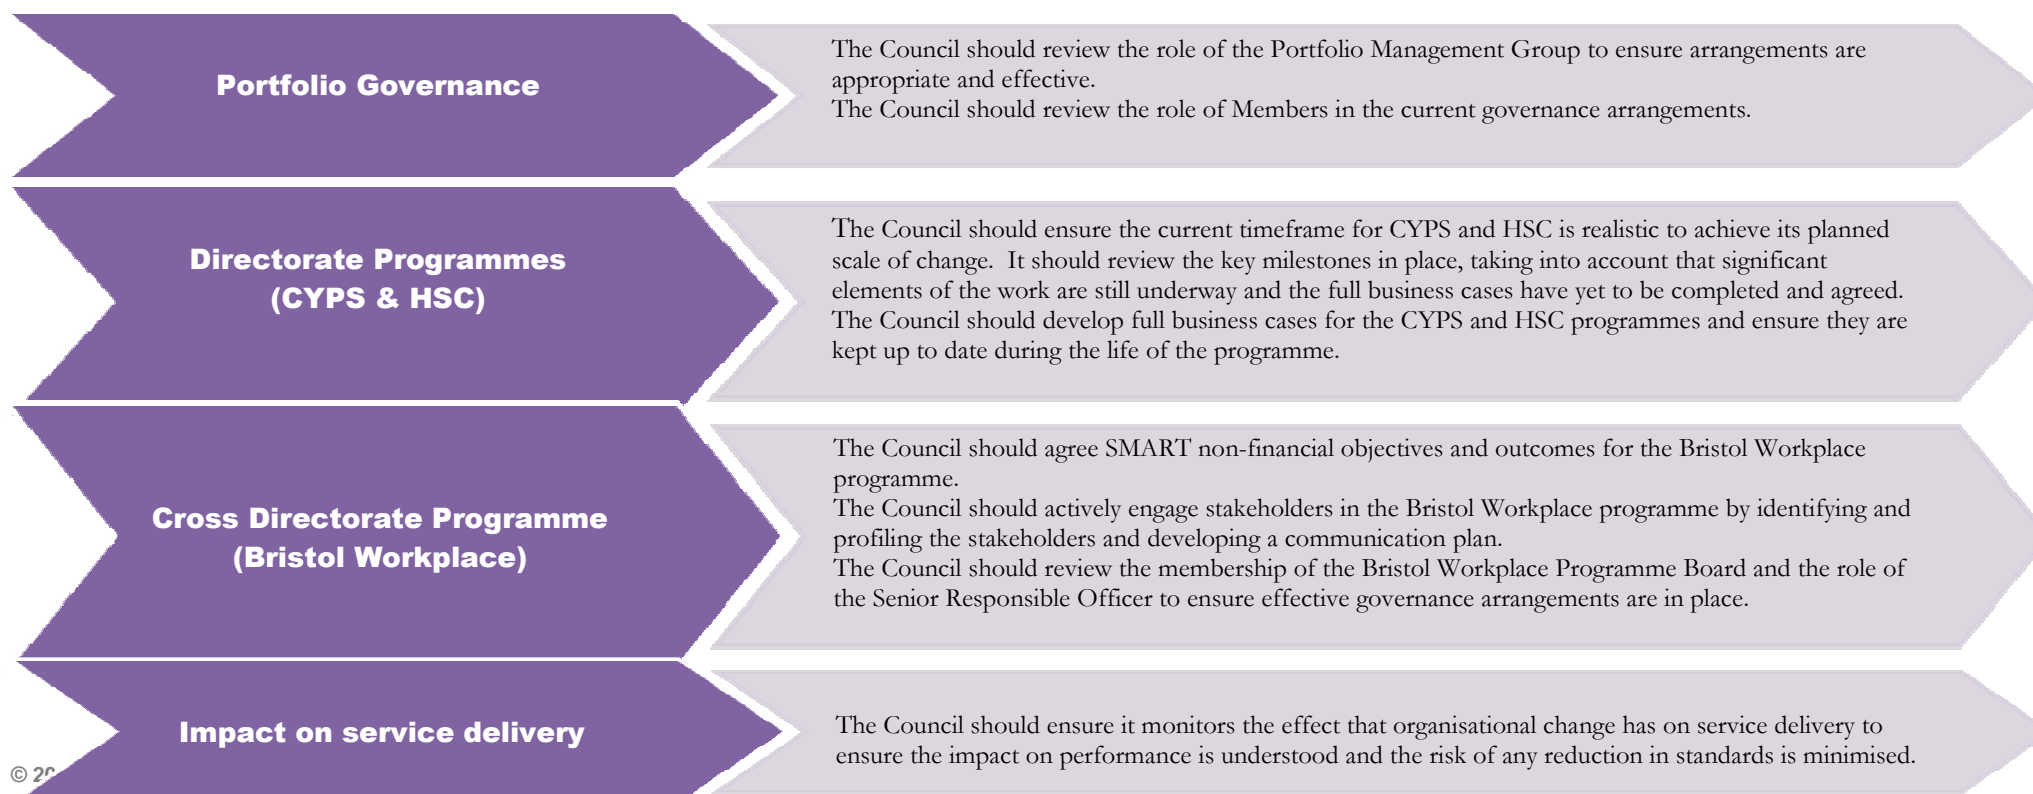 Portfolio Governance
The Council should review the role of the Portfolio Management Group to ensure arrangements are
appropriate and effective.
The Council should review the role of Members in the current governance arrangements.
Directorate Programmes
(CYPS & HSC)
The Council should ensure the current timeframe for CYPS and HSC is realistic to achieve its planned
scale of change.  It should review the key milestones in place, taking into account that significant
elements of the work are still underway and the full business cases have yet to be completed and agreed.
The Council should develop full business cases for the CYPS and HSC programmes and ensure they are
kept up to date during the life of the programme.
Cross Directorate Programme
(Bristol Workplace)
The Council should agree SMART non-financial objectives and outcomes for the Bristol Workplace
programme.
The Council should actively engage stakeholders in the Bristol Workplace programme by identifying and
profiling the stakeholders and developing a communication plan.
The Council should review the membership of the Bristol Workplace Programme Board and the role of
the Senior Responsible Officer to ensure effective governance arrangements are in place.
Impact on service delivery
The Council should ensure it monitors the effect that organisational change has on service delivery to
ensure the impact on performance is understood and the risk of any reduction in standards is minimised.
©